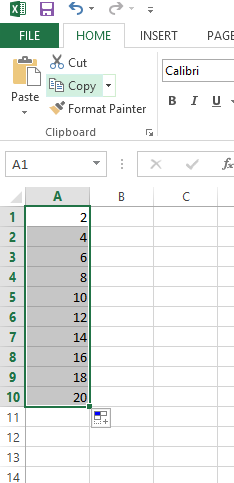 FILE HOME INSERT PAGE
Cut
Copy
Paste
Format Painter
Clipboard
Calibri
B I U
A1
A B C
1 2
2 4
3 6
4 8
5 10
6 12
7 14
8 16
9 18
10 20
11
12
13
14